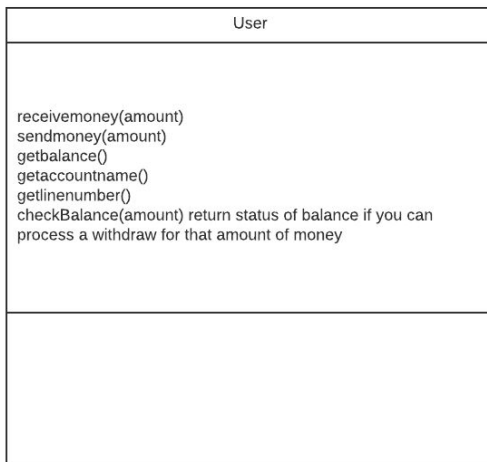 User
receivemoney(amount)
sendmoney(amount)
getbalance()
getaccountname()
getlinenumber()
checkBalance(amount) return status of balance if you can
process a withdraw for that amount of money